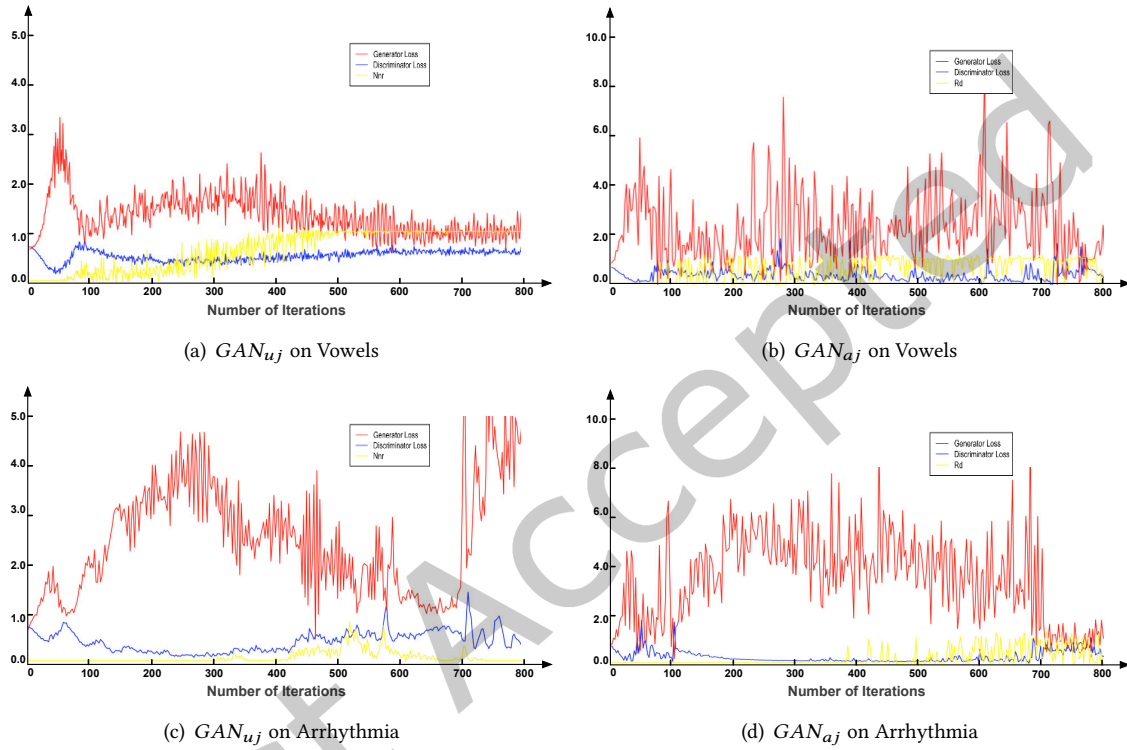 5.0
4.0
3.0
2.0
1.0
0.0
Generator Loss
Discriminator Loss
Nnr
0 100 200 300 400 500 600 700 800
Number of Iterations
(a) GANuj on Vowels
10.0
8.0
6.0
4.0
2.0
0.0
Generator Loss
Discriminator Loss
Rd
0 100 200 300 400 500 600 700 800
Number of Iterations
(b) GANaj on Vowels
5.0
4.0
3.0
2.0
1.0
0.0
Generator Loss
Discriminator Loss
Nnr
0 100 200 300 400 500 600 700 800
Number of Iterations
(c) GANuj on Arrhythmia
10.0
8.0
6.0
4.0
2.0
0.0
Generator Loss
Discriminator Loss
Rd
0 100 200 300 400 500 600 700 800
Number of Iterations
(d) GANaj on Arrhythmia
st Accepted